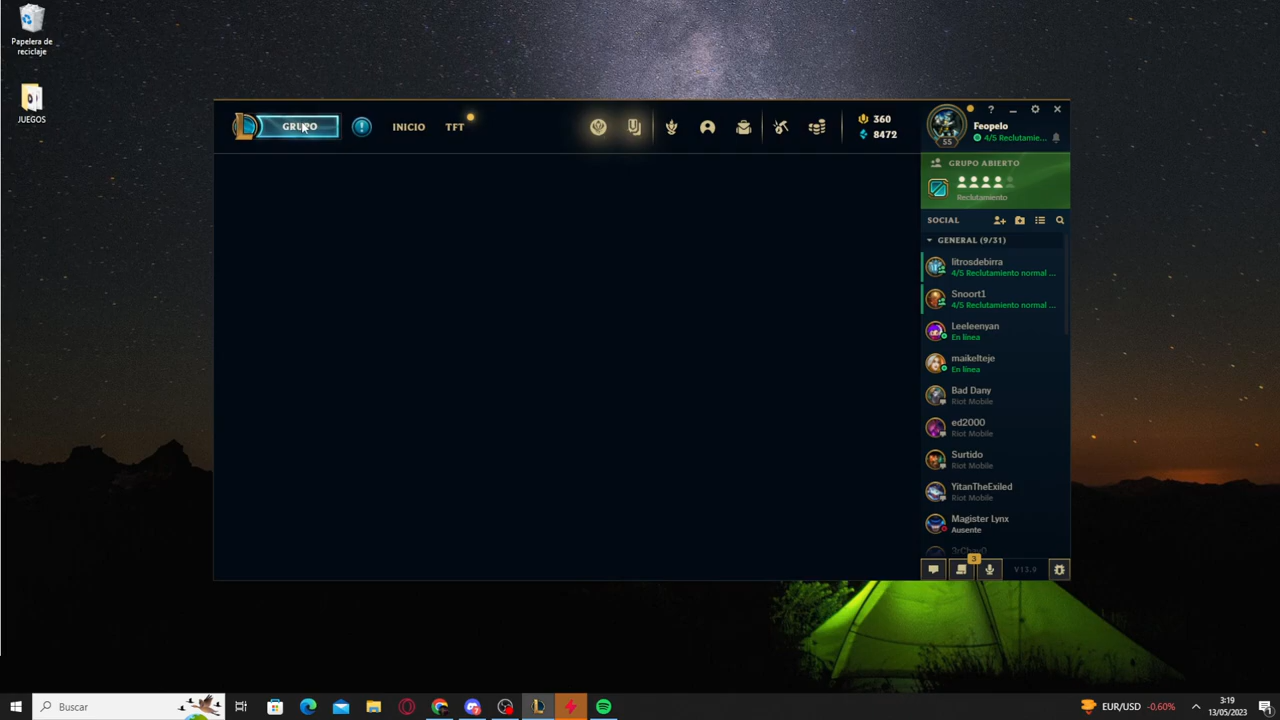 Papelera de
reciclaje
JUEGOS
GRUPO
INICIO
TFT
360
8472
?
SS
Feopelo
4/5 Reclutamie...
GRUPO ABIERTO
Reclutamiento
SOCIAL
GENERAL (9/31)
litrosdebirra
4/5 Reclutamiento normal ...
Snoort1
4/5 Reclutamiento normal ...
Leeleenyan
En línea
maikelteje
En línea
Bad Dany
Riot Mobile
ed2000
Riot Mobile
Surtido
Riot Mobile
YitanTheExiled
Riot Mobile
Magister Lynx
Ausente
3
V13.9
Buscar
EUR/USD -0.60%
3:19
13/05/2023